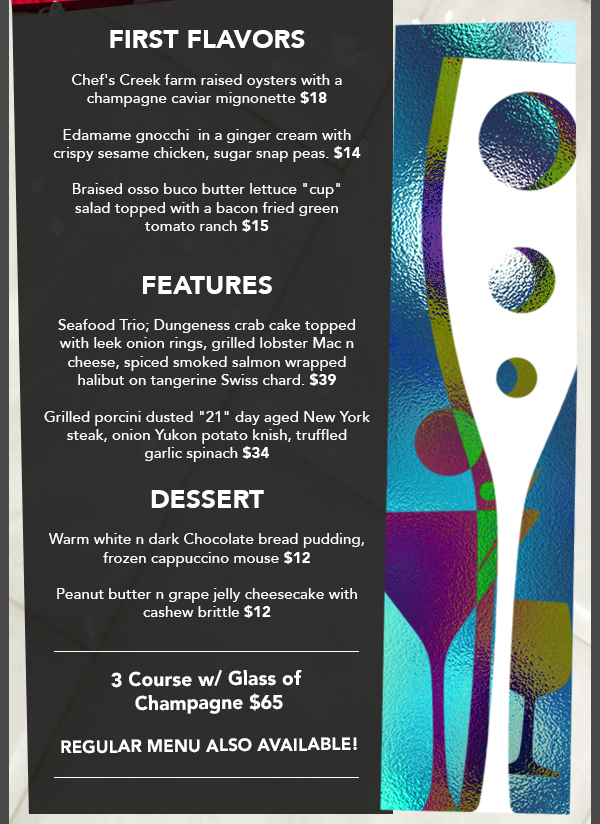 FIRST FLAVORS
Chef's Creek farm raised oysters with a
champagne caviar mignonette $18
Edamame gnocchi in a ginger cream with
crispy sesame chicken, sugar snap peas. $14
Braised osso buco butter lettuce "cup"
salad topped with a bacon fried green
tomato ranch $15
FEATURES
Seafood Trio; Dungeness crab cake topped
with leek onion rings, grilled lobster Mac n
cheese, spiced smoked salmon wrapped
halibut on tangerine Swiss chard. $39
Grilled porcini dusted "21" day aged New York
steak, onion Yukon potato knish, truffled
garlic spinach $34
DESSERT
Warm white n dark Chocolate bread pudding,
frozen cappuccino mouse $12
Peanut butter n grape jelly cheesecake with
cashew brittle $12
3 Course w/ Glass of
Champagne $65
REGULAR MENU ALSO AVAILABLE!